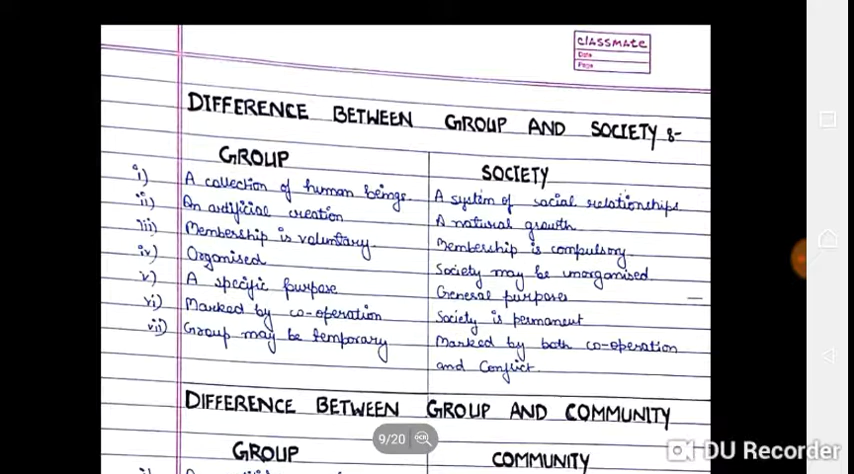 classmate
Date
Page
DIFFERENCE BETWEEN GROUP AND SOCIETY :-
GROUP
SOCIETY
i) A collection of human beings. A system of social relationships
ii) An artificial creation A natural growth
iii) Membership is voluntary Membership is compulsory
iv) Organised Society may be unorganised
v) A specific purpose General purpose
vi) Marked by co-operation Society is permanent
vii) Group may be temporary Marked by both co-operation
and Conflict.
DIFFERENCE BETWEEN GROUP AND COMMUNITY
9/20
GROUP
COMMUNITY
DU Recorder